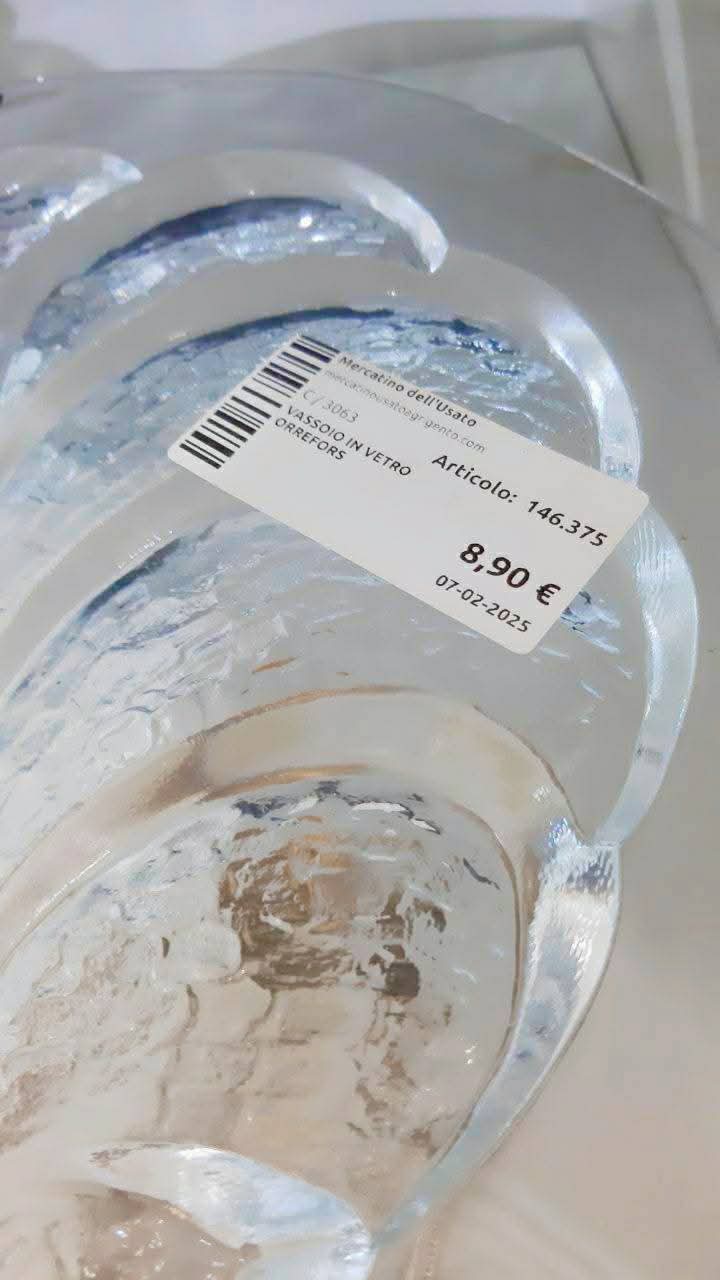 Mercatino dell'Usato
mercatinousatoagrigento.com
C/ 3063
VASSOIO IN VETRO
ORREFORS
Articolo: 146.375
8,90 €
07-02-2025